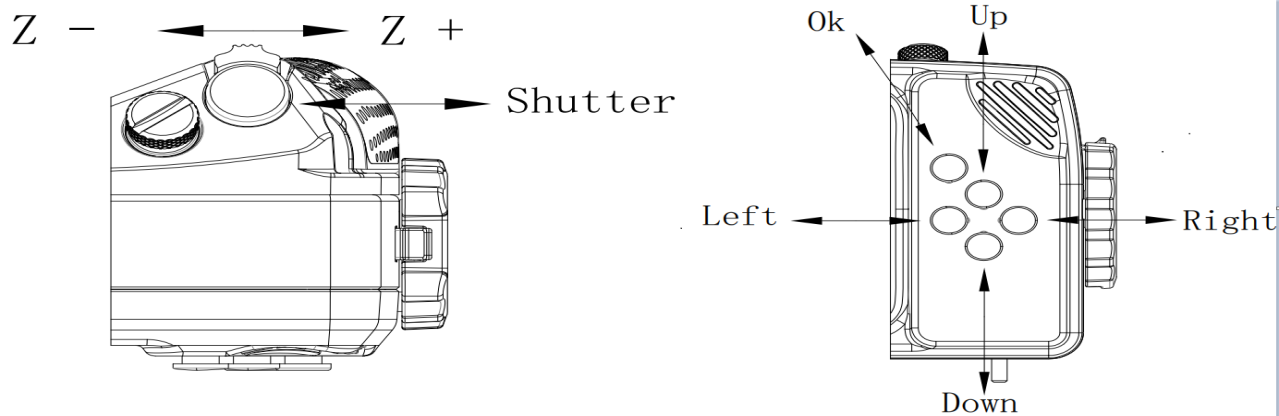 Z - Z +
Shutter
Ok
Up
Left
Right
Down